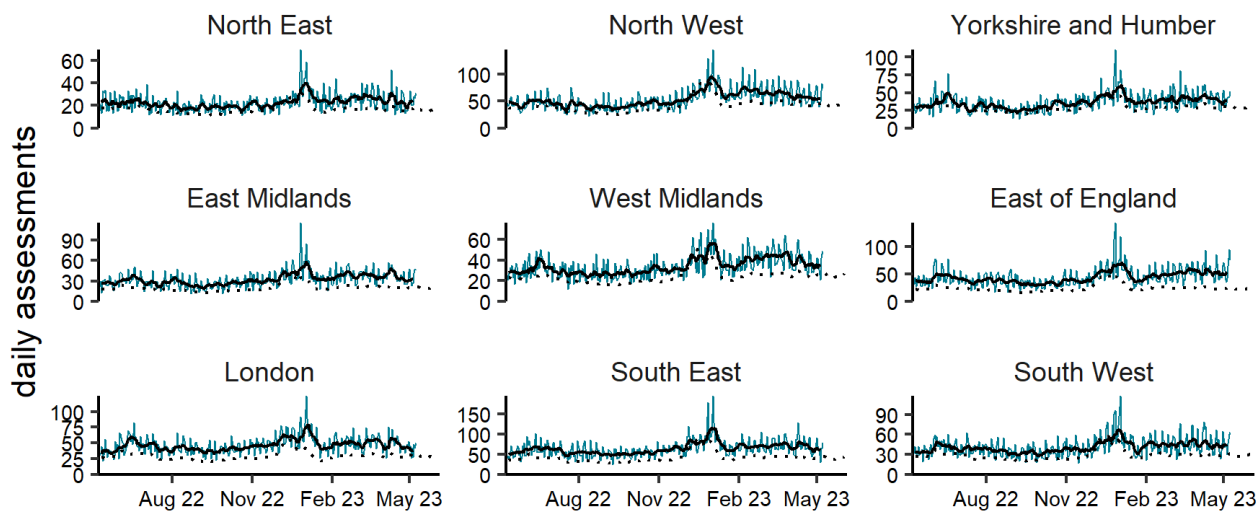 North East
North West
Yorkshire and Humber
60
40
20
0
100
50
0
100
75
50
25
0
East Midlands
West Midlands
East of England
90
60
30
0
60
40
20
0
100
50
0
daily assessments
London
South East
South West
100
75
50
25
0
150
100
50
0
90
60
30
0
Aug 22 Nov 22 Feb 23 May 23
Aug 22 Nov 22 Feb 23 May 23
Aug 22 Nov 22 Feb 23 May 23